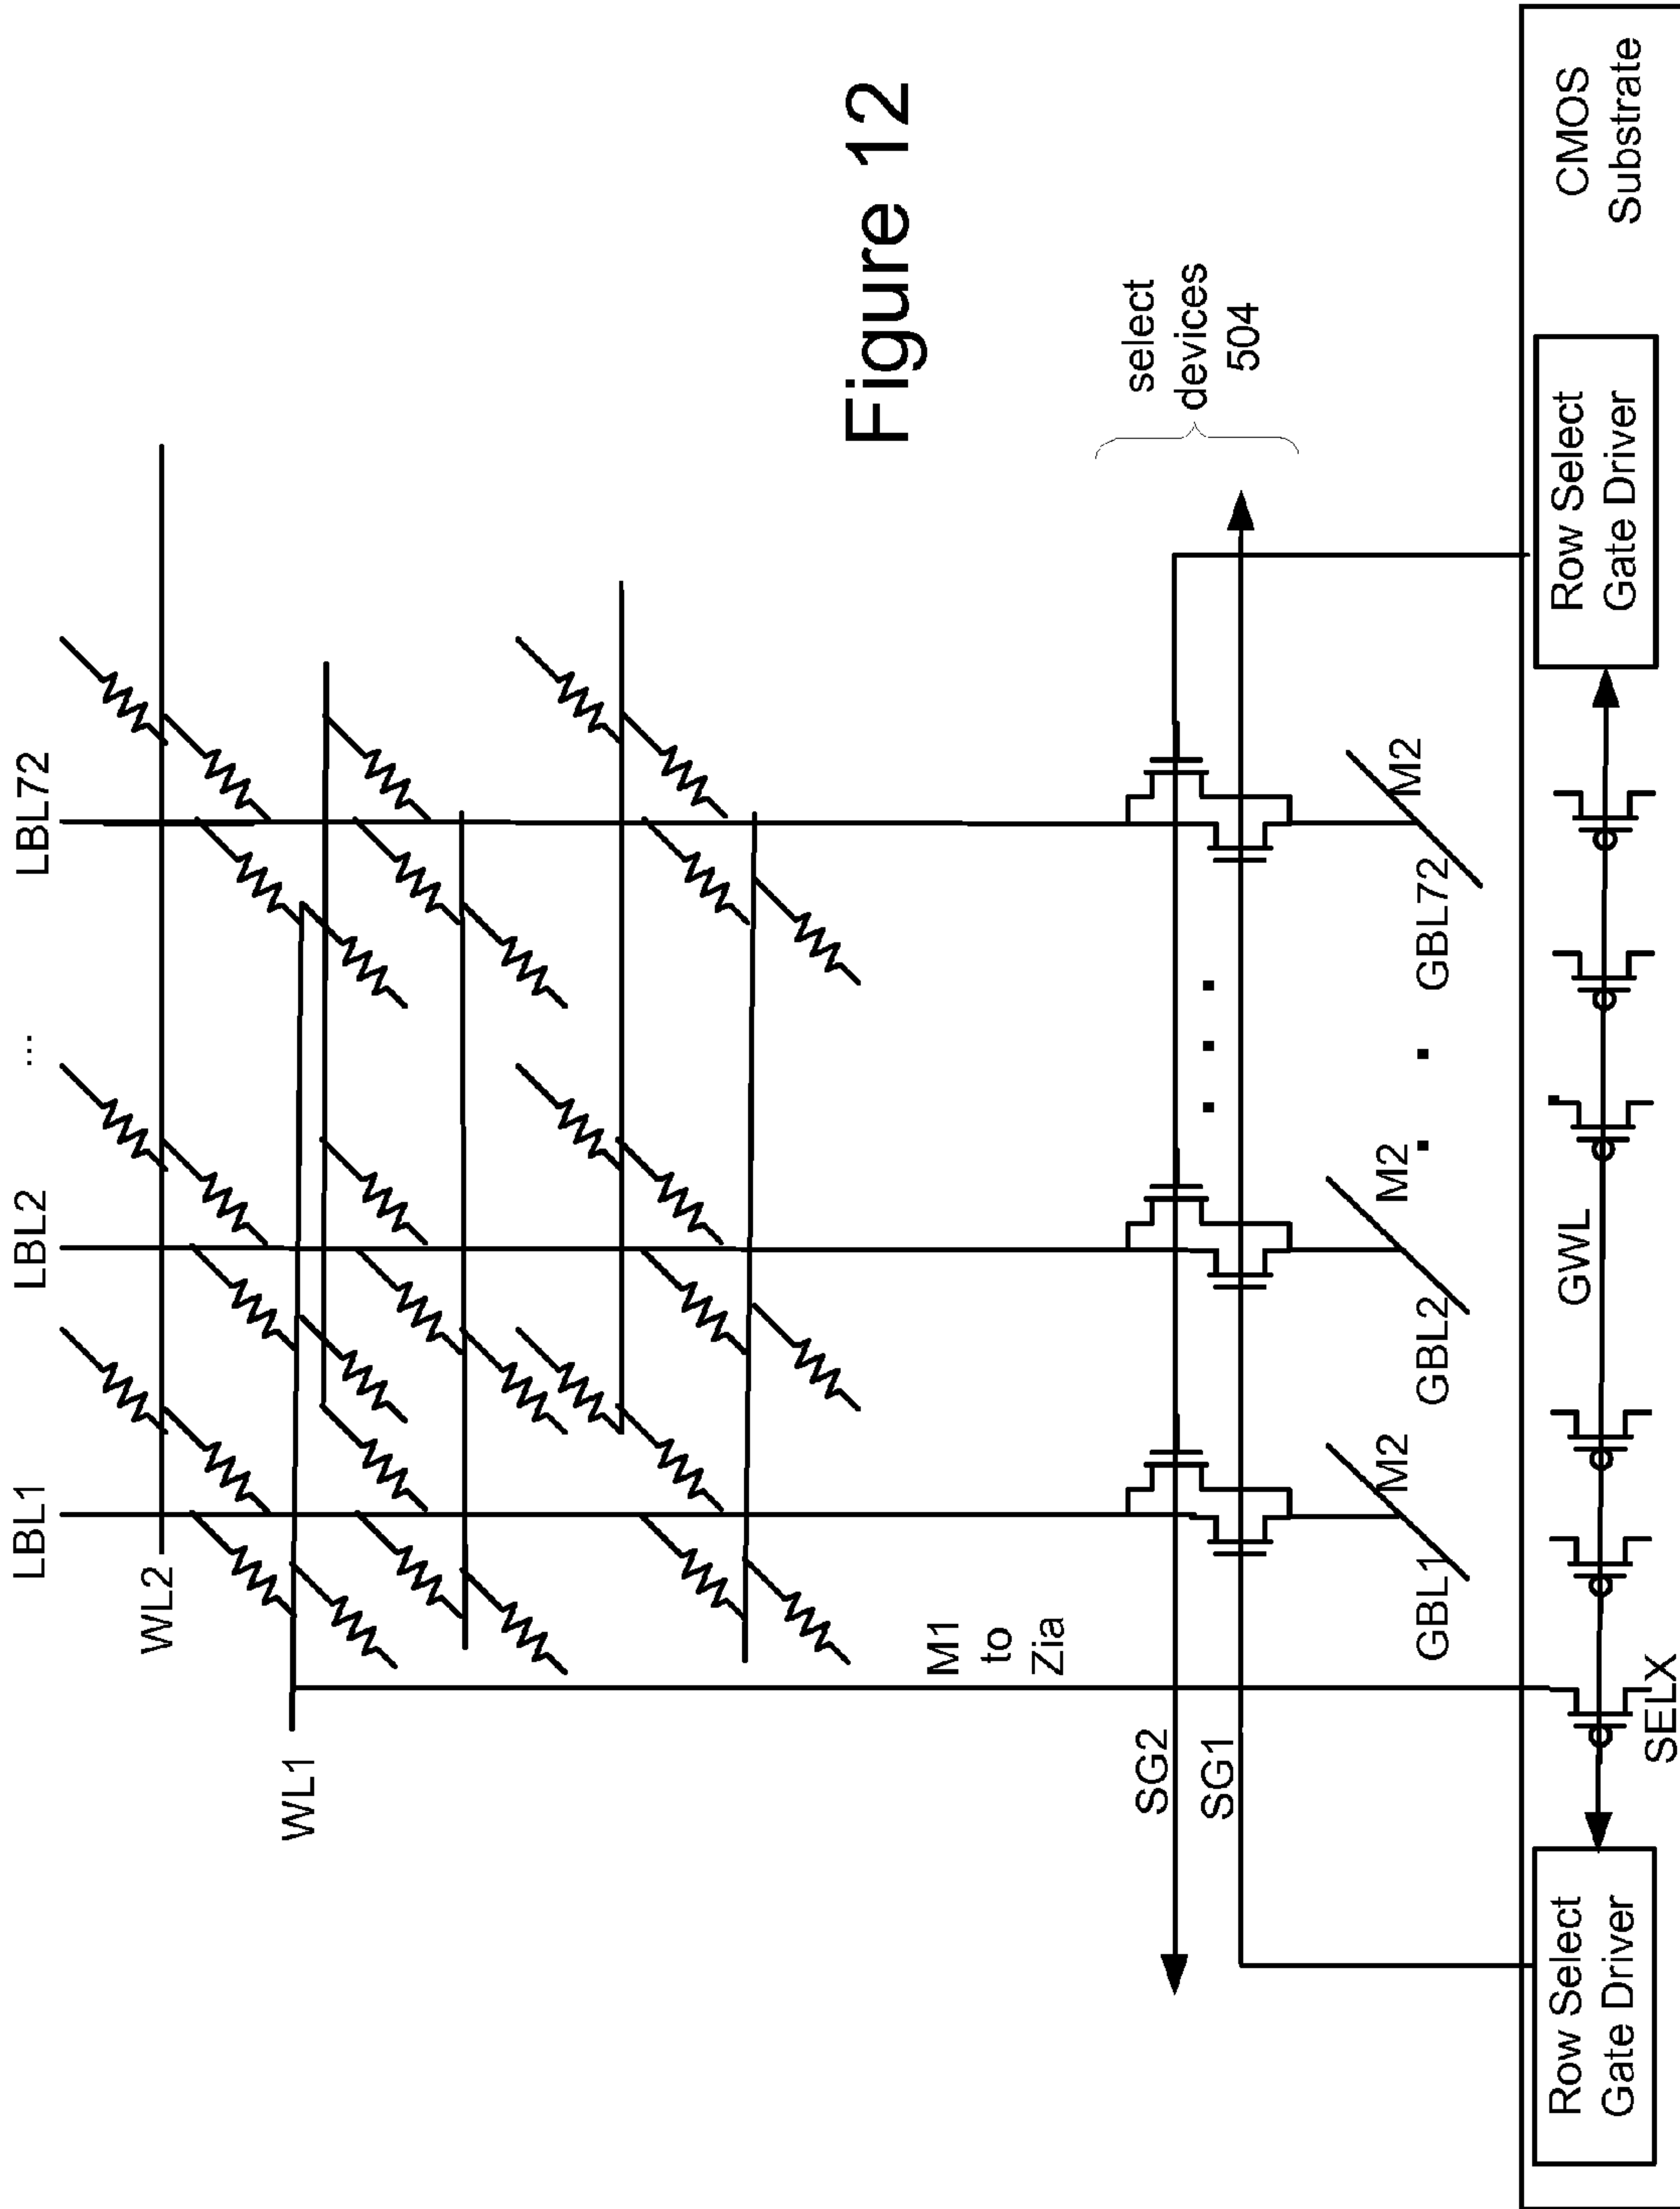 LBL1
LBL2
...
LBL72
WL2
WL1
M1
to
Zia
Figure 12
select
devices
504
SG2
SG1
M2
M2
M2
GBL1
GBL2
GBL72
GWL
SELX
Row Select
Gate Driver
Row Select
Gate Driver
CMOS
Substrate